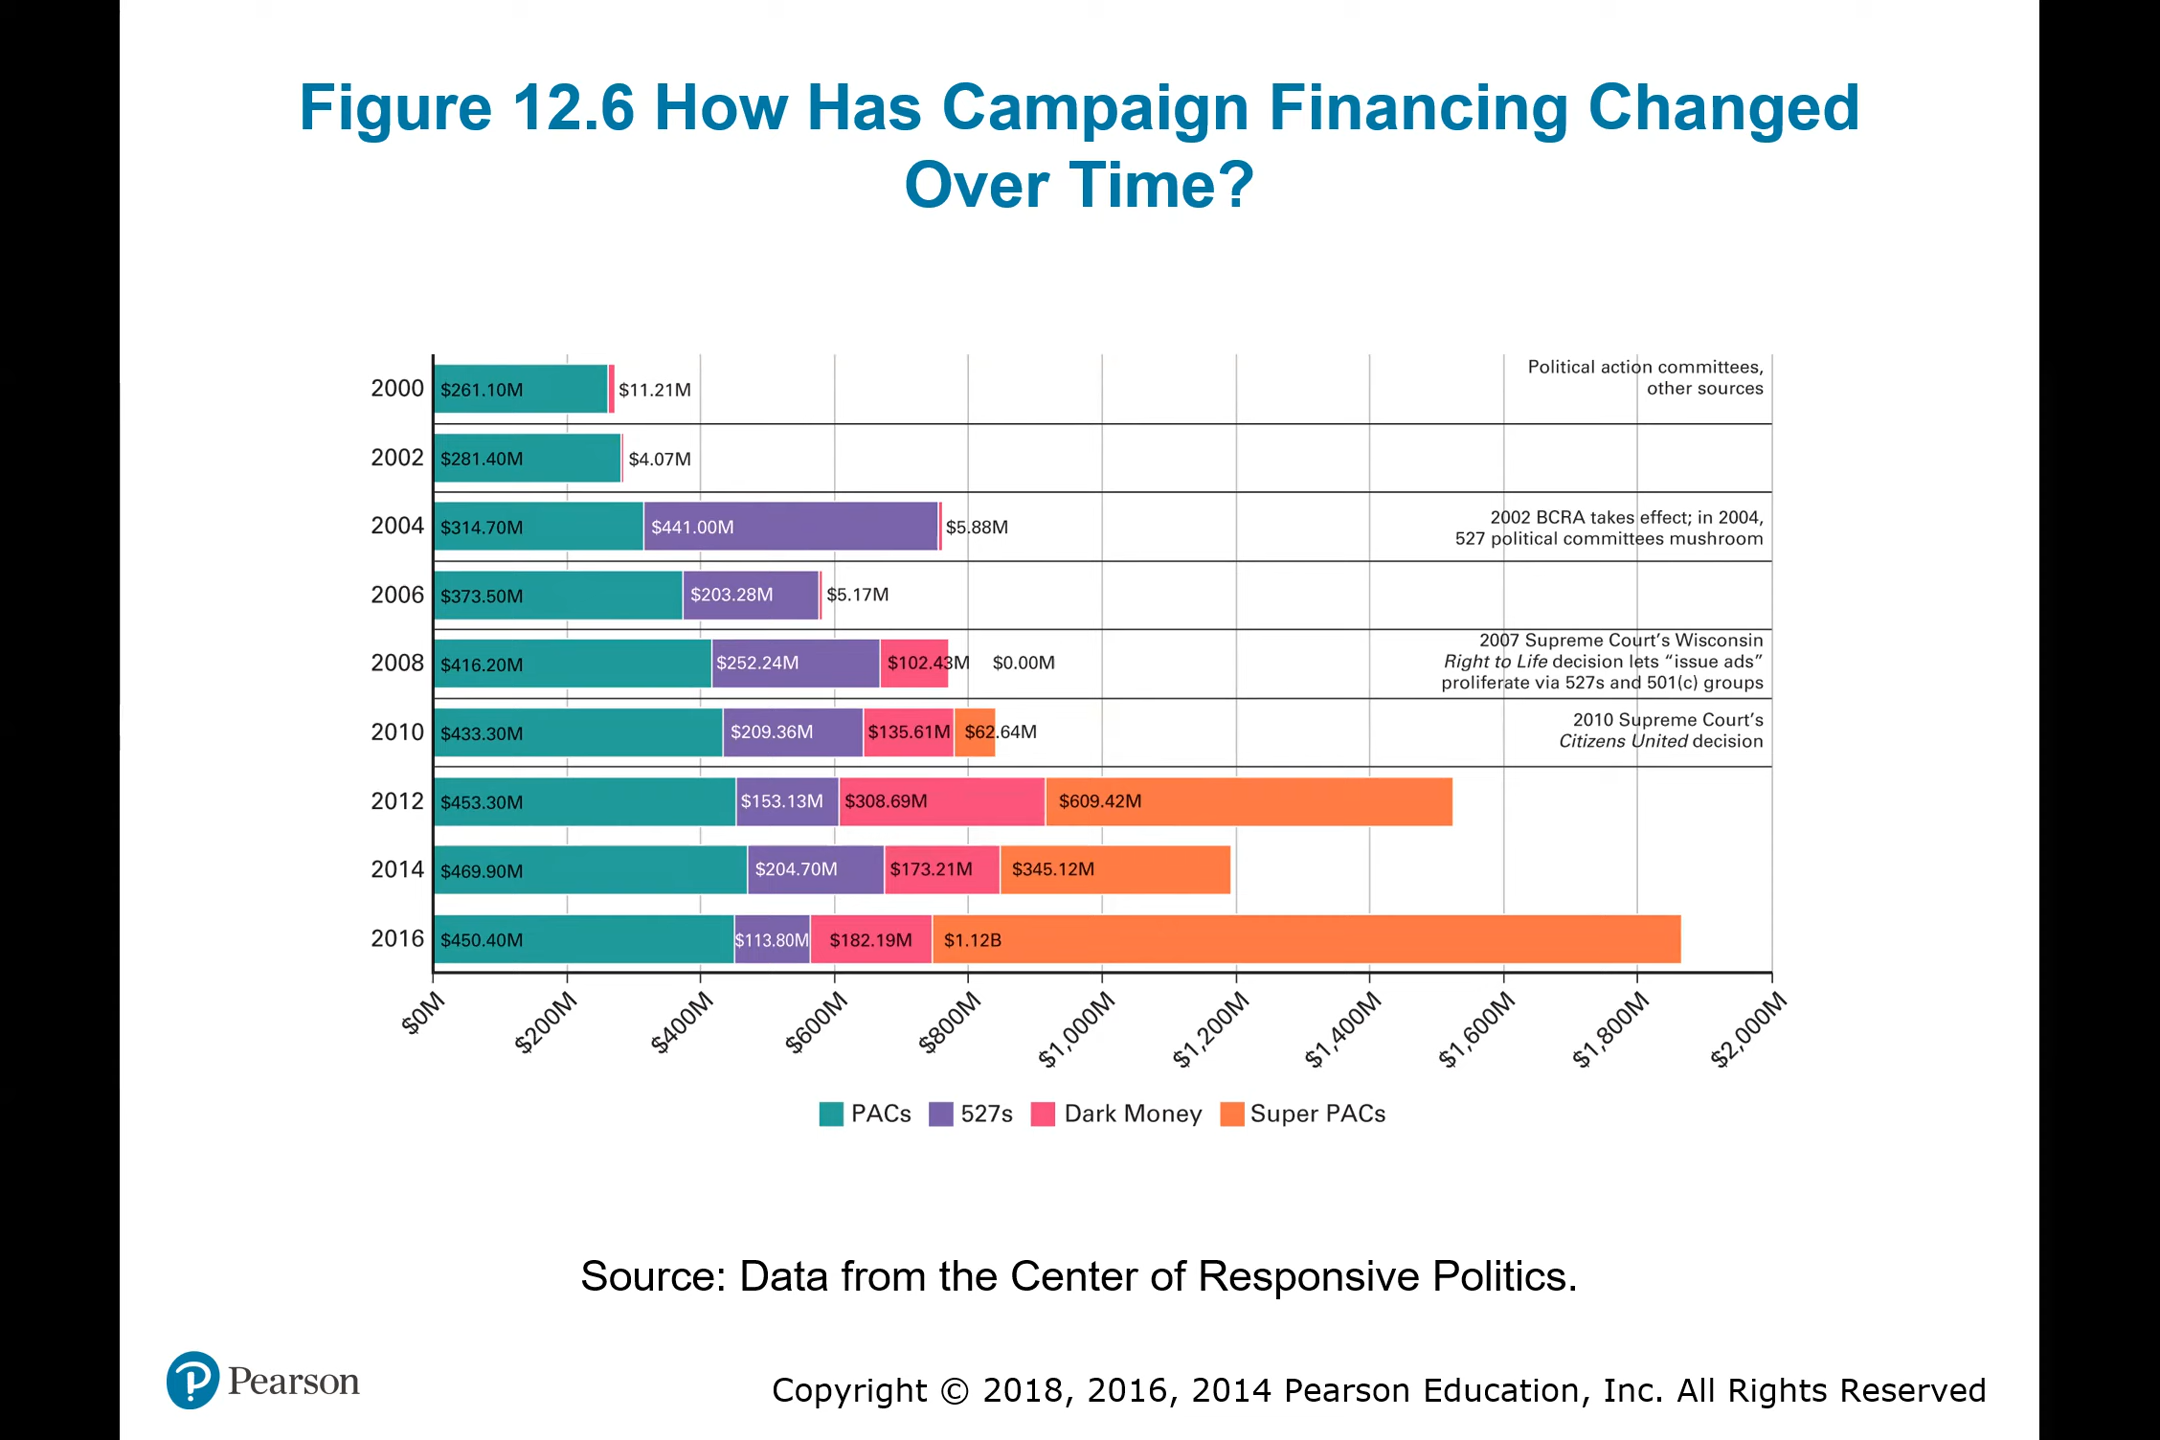 Figure 12.6 How Has Campaign Financing Changed
Over Time?
2000 $261.10M $11.21M
Political action committees,
other sources
2002 $281.40M $4.07M
2004 $314.70M $441.00M $5.88M
2002 BCRA takes effect; in 2004,
527 political committees mushroom
2006 $373.50M $203.28M $5.17M
2008 $416.20M $252.24M $102.43M $0.00M
2007 Supreme Court’s Wisconsin
Right to Life decision lets “issue ads”
proliferate via 527s and 501(c) groups
2010 $433.30M $209.36M $135.61M $62.64M
2010 Supreme Court’s
Citizens United decision
2012 $453.30M $153.13M $308.69M $609.42M
2014 $469.90M $204.70M $173.21M $345.12M
2016 $450.40M $113.80M $182.19M $1.12B
$0M $200M $400M $600M $800M $1,000M $1,200M $1,400M $1,600M $1,800M $2,000M
PACs 527s Dark Money Super PACs
Source: Data from the Center of Responsive Politics.
Pearson
Copyright © 2018, 2016, 2014 Pearson Education, Inc. All Rights Reserved